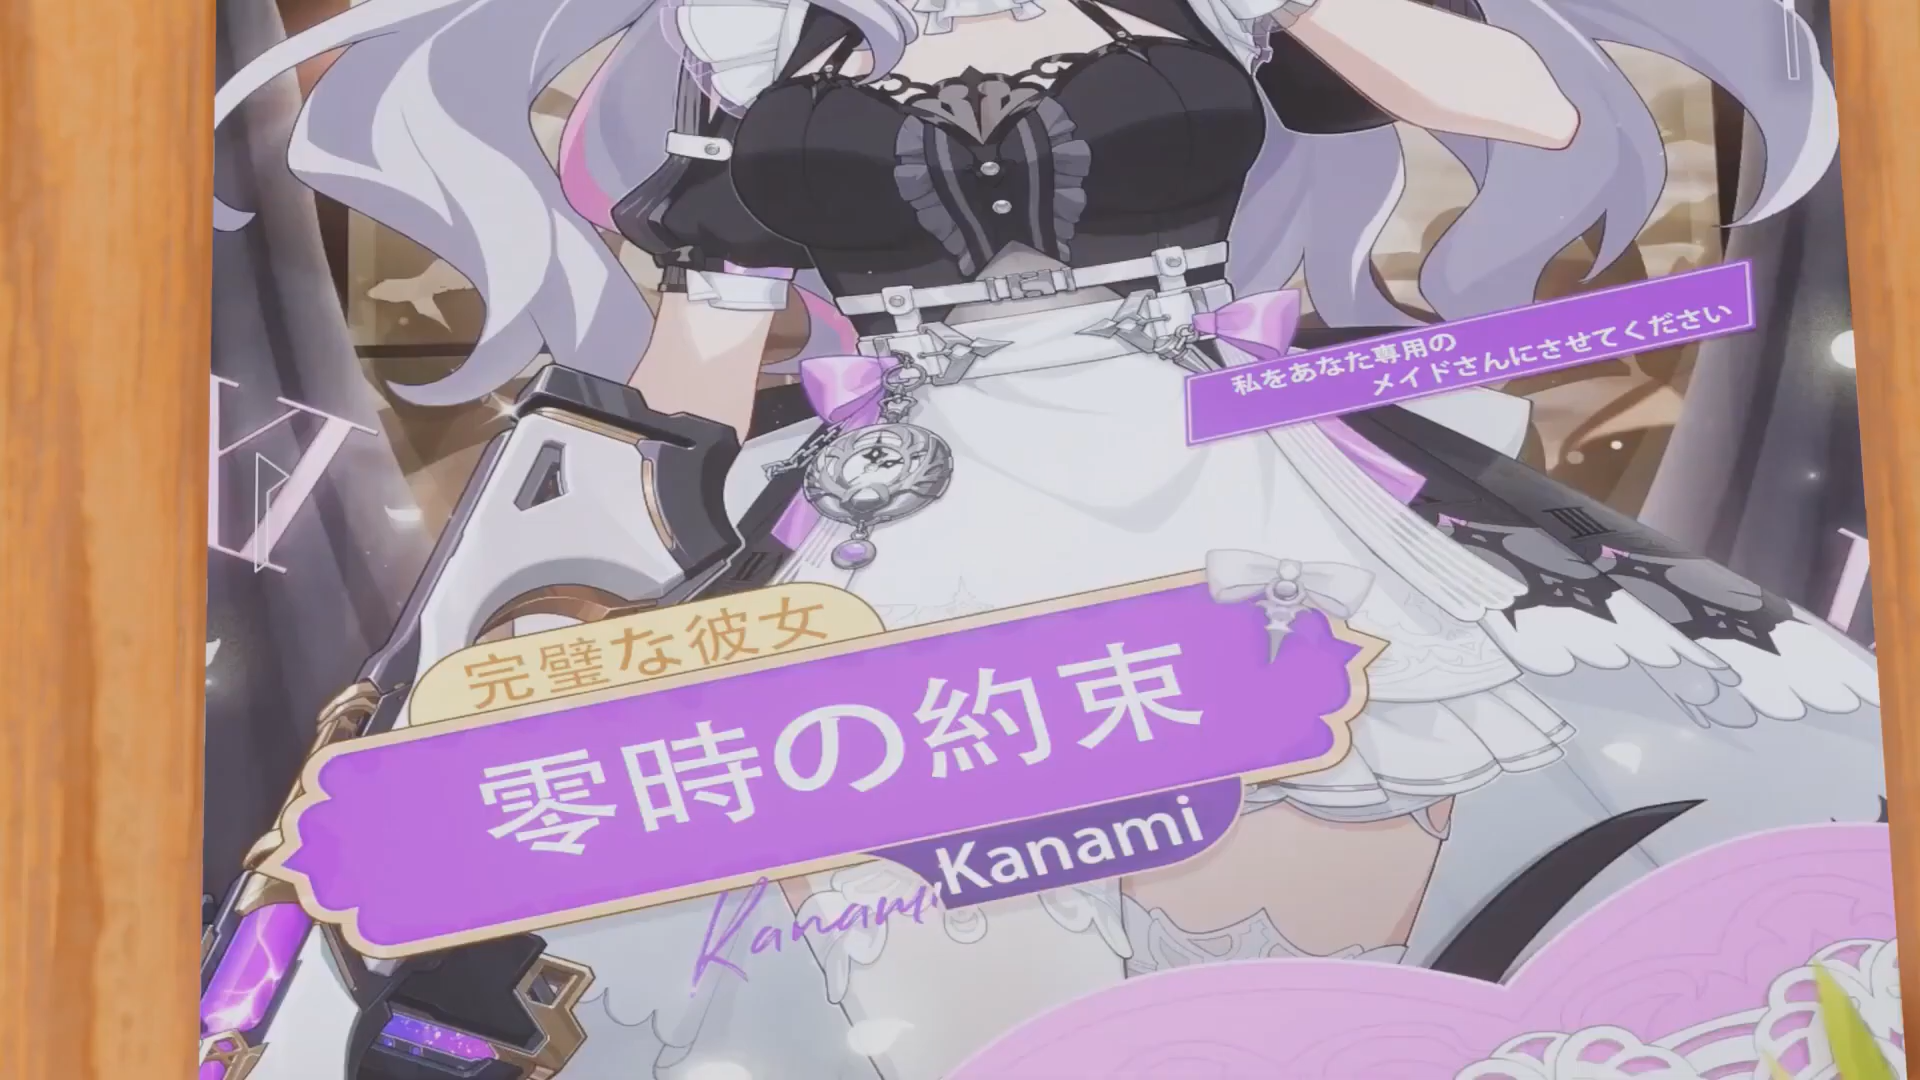 私をあなた専用の
メイドさんにさせてください
完璧な彼女
零時の約束
Kanami
Kanami